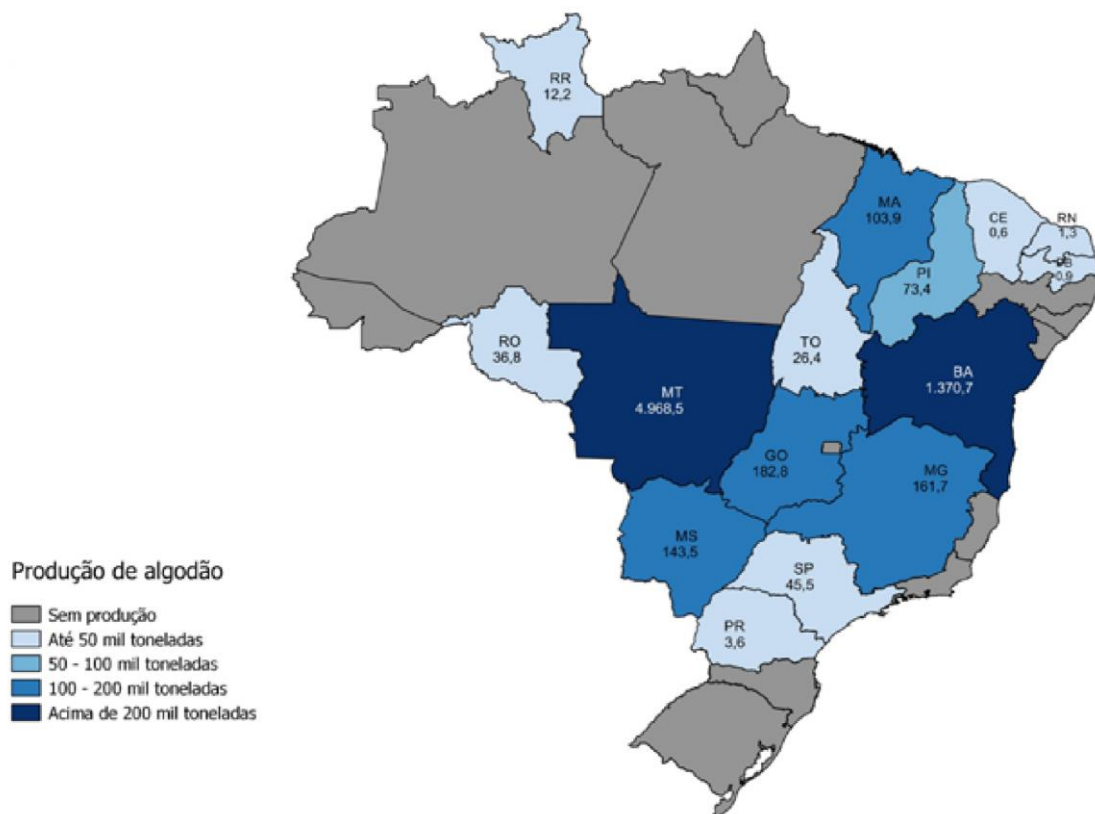 RR
12,2
MA
103,9
CE
0,6
RN
1,3
PB
0,9
PI
73,4
RO
36,8
TO
26,4
MT
4.968,5
BA
1.370,7
GO
182,8
MG
161,7
MS
143,5
SP
45,5
PR
3,6
Produção de algodão
Sem produção
Até 50 mil toneladas
50 - 100 mil toneladas
100 - 200 mil toneladas
Acima de 200 mil toneladas